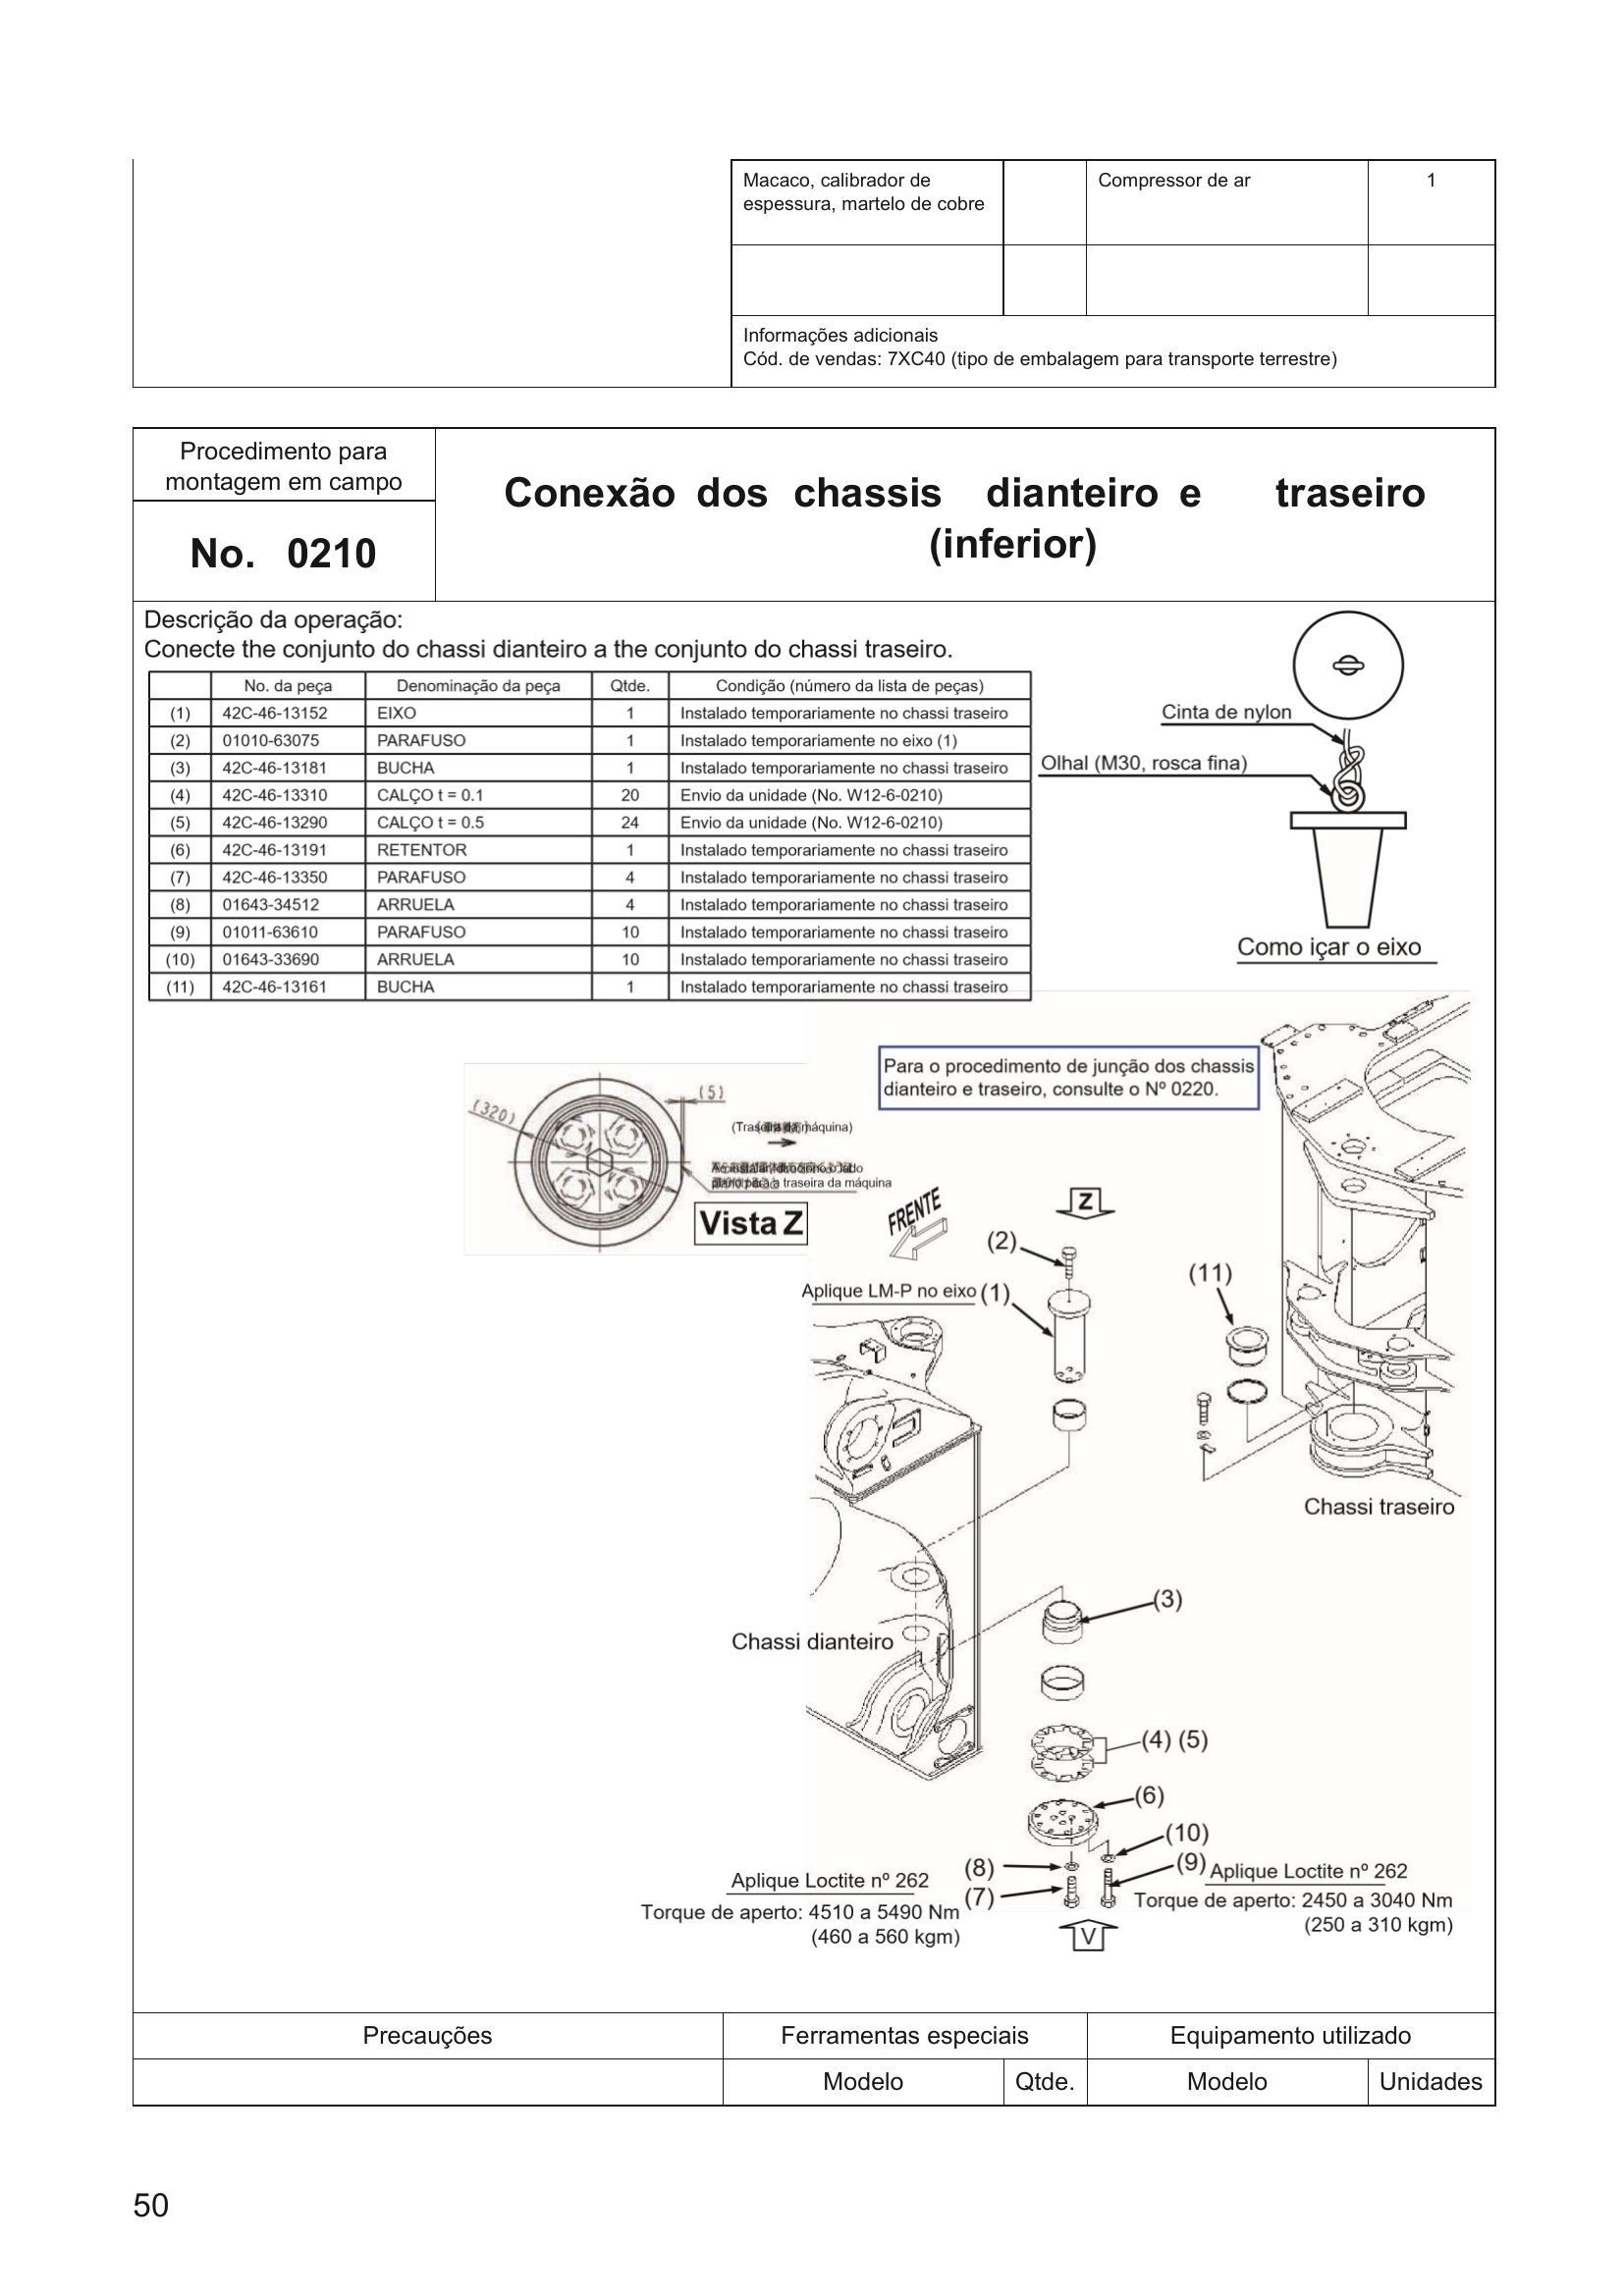 Macaco, calibrador de
espessura, martelo de cobre
Compressor de ar
1
Informações adicionais
Cód. de vendas: 7XC40 (tipo de embalagem para transporte terrestre)
Procedimento para
montagem em campo
No. 0210
Conexão dos chassis dianteiro e traseiro
(inferior)
Descrição da operação:
Conecte the conjunto do chassi dianteiro a the conjunto do chassi traseiro.
No. da peça Denominação da peça Qtde. Condição (número da lista de peças)
(1) 42C-46-13152 EIXO 1 Instalado temporariamente no chassi traseiro
(2) 01010-63075 PARAFUSO 1 Instalado temporariamente no eixo (1)
(3) 42C-46-13181 BUCHA 1 Instalado temporariamente no chassi traseiro
(4) 42C-46-13310 CALÇO t = 0.1 20 Envio da unidade (No. W12-6-0210)
(5) 42C-46-13290 CALÇO t = 0.5 24 Envio da unidade (No. W12-6-0210)
(6) 42C-46-13191 RETENTOR 1 Instalado temporariamente no chassi traseiro
(7) 42C-46-13350 PARAFUSO 4 Instalado temporariamente no chassi traseiro
(8) 01643-34512 ARRUELA 4 Instalado temporariamente no chassi traseiro
(9) 01011-63610 PARAFUSO 10 Instalado temporariamente no chassi traseiro
(10) 01643-33690 ARRUELA 10 Instalado temporariamente no chassi traseiro
(11) 42C-46-13161 BUCHA 1 Instalado temporariamente no chassi traseiro
Cinta de nylon
Olhal (M30, rosca fina)
Como içar o eixo
Para o procedimento de junção dos chassis
dianteiro e traseiro, consulte o Nº 0220.
(320)
(5)
(Traseira da máquina)
a traseira da máquina
Vista Z
FRENTE
Z
(2)
Aplique LM-P no eixo (1)
(11)
Chassi traseiro
(3)
Chassi dianteiro
(4) (5)
(6)
(10)
(8)
(9)
(7)
Aplique Loctite nº 262
Torque de aperto: 4510 a 5490 Nm
(460 a 560 kgm)
Aplique Loctite nº 262
Torque de aperto: 2450 a 3040 Nm
(250 a 310 kgm)
V
Precauções Ferramentas especiais Equipamento utilizado
Modelo Qtde. Modelo Unidades
50